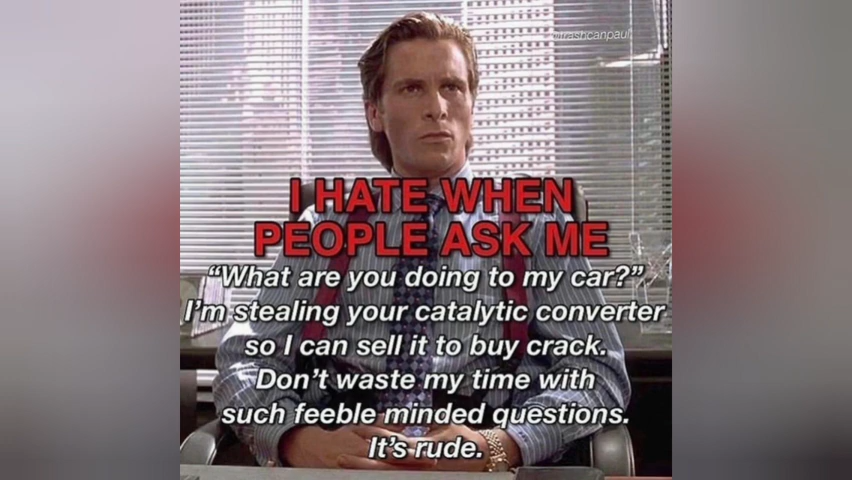 @trashcanpaul
I HATE WHEN
PEOPLE ASK ME
“What are you doing to my car?”
I’m stealing your catalytic converter
so I can sell it to buy crack.
Don’t waste my time with
such feeble minded questions.
It’s rude.